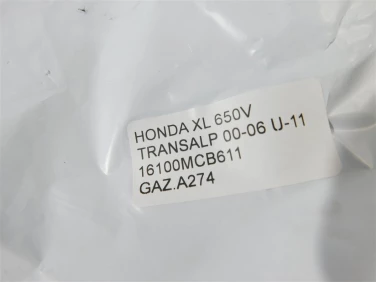 HONDA XL 650V
TRANSALP 00-06 U-11
16100MCB611
GAZ.A274